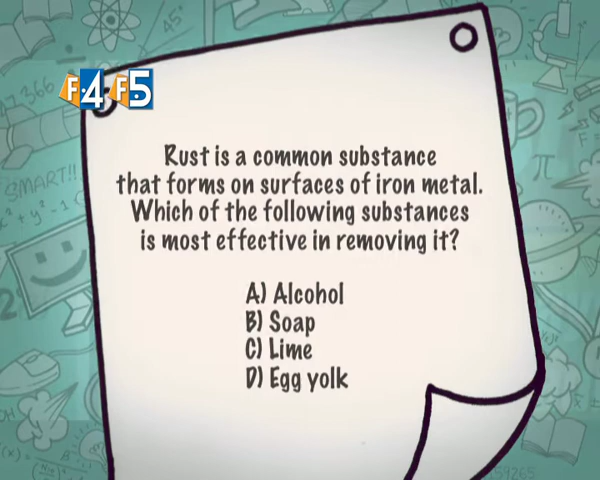 F4 F5
Rust is a common substance
that forms on surfaces of iron metal.
Which of the following substances
is most effective in removing it?
A) Alcohol
B) Soap
C) Lime
D) Egg yolk
SMART!!